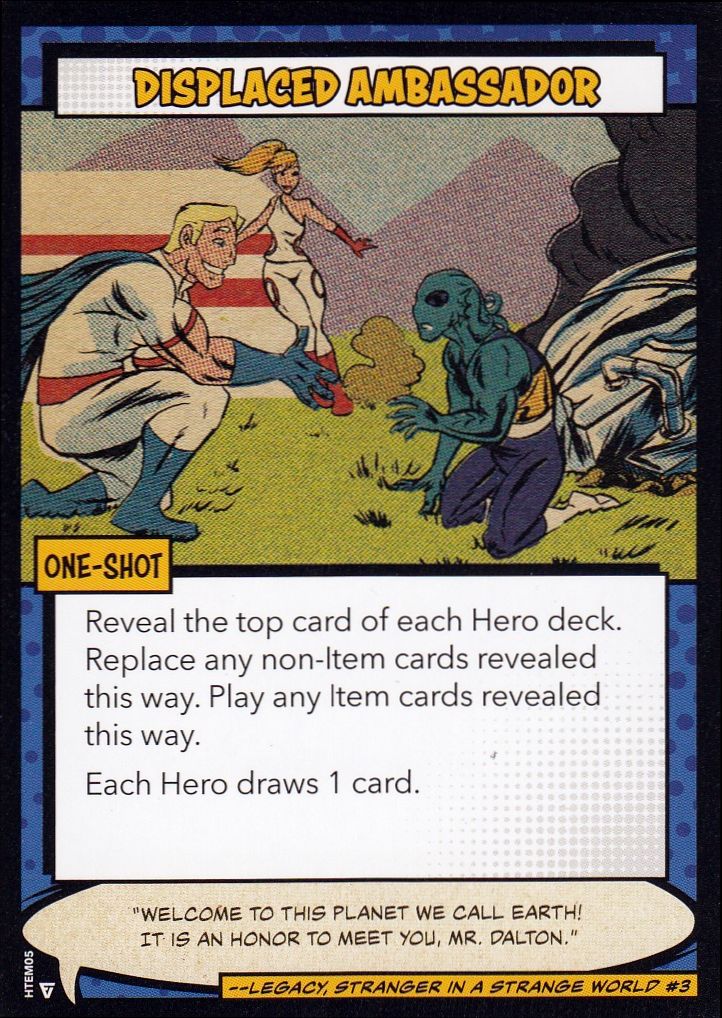 DISPLACED AMBASSADOR
ONE-SHOT
Reveal the top card of each Hero deck.
Replace any non-Item cards revealed
this way. Play any Item cards revealed
this way.
Each Hero draws 1 card.
"WELCOME TO THIS PLANET WE CALL EARTH!
IT IS AN HONOR TO MEET YOU, MR. DALTON."
--LEGACY, STRANGER IN A STRANGE WORLD #3
HTEM05